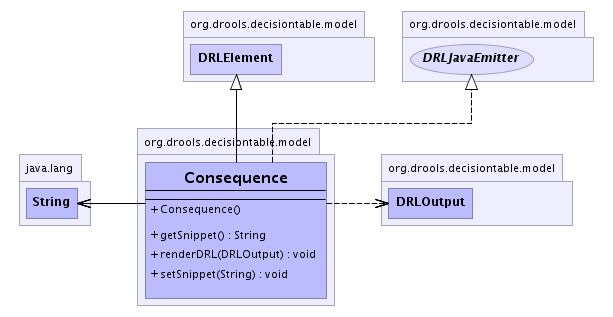 org.drools.decisiontable.model
org.drools.decisiontable.model
DRLElement
DRLJavaEmitter
org.drools.decisiontable.model
java.lang
Consequence
org.drools.decisiontable.model
String
DRLOutput
+ Consequence()
+ getSnippet() : String
+ renderDRL(DRLOutput) : void
+ setSnippet(String) : void